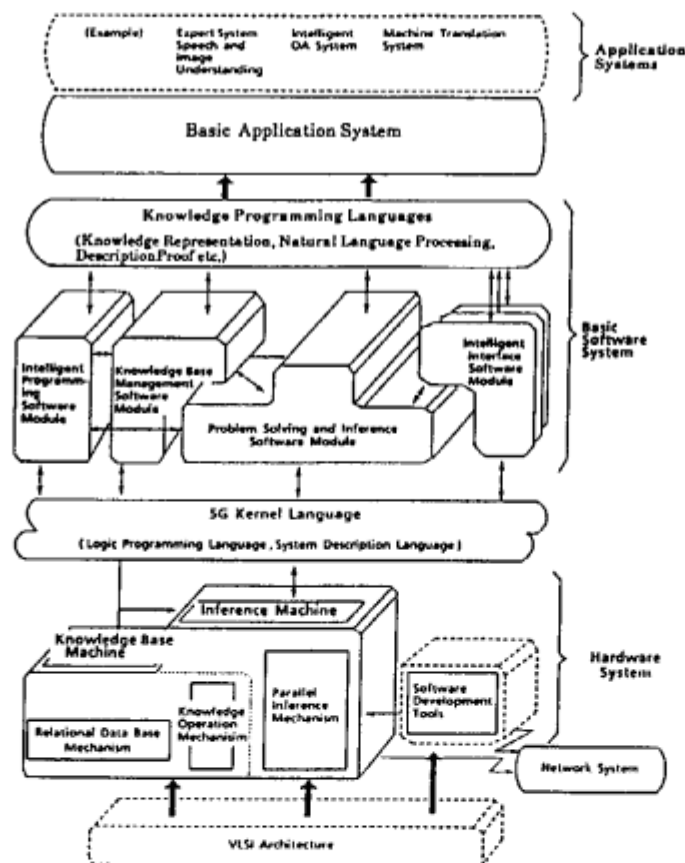 (Example)
Expert System
Speech and
image
Understanding
Intelligent
OA System
Machine Translation
System
Application
Systems
Basic Application System
Knowledge Programming Languages
(Knowledge Representation, Natural Language Processing,
Description Proof etc.)
Basic
Software
System
Intelligent
Programm-
ing
Software
Module
Knowledge Base
Management
Software
Module
Problem Solving and Inference
Software Module
Intelligent
Interface
Software
Module
5G Kernel Language
(Logic Programming Language, System Description Language)
Inference Machine
Knowledge Base
Machine
Hardware
System
Parallel
Inference
Mechanism
Software
Development
Tools
Knowledge
Operation
Mechanisim
Relational Data Base
Mechanism
Network System
VLSI Architecture